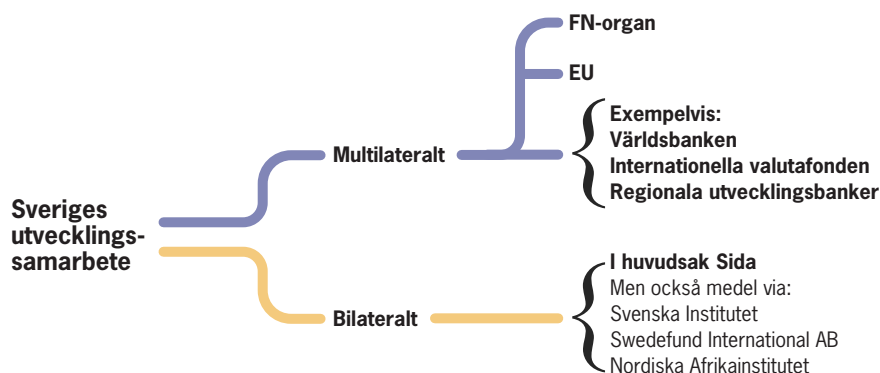 Sveriges
utvecklings-
samarbete
Multilateralt
FN-organ
EU
Exempelvis:
Världsbanken
Internationella valutafonden
Regionala utvecklingsbanker
Bilateralt
I huvudsak Sida
Men också medel via:
Svenska Institutet
Swedefund International AB
Nordiska Afrikainstitutet